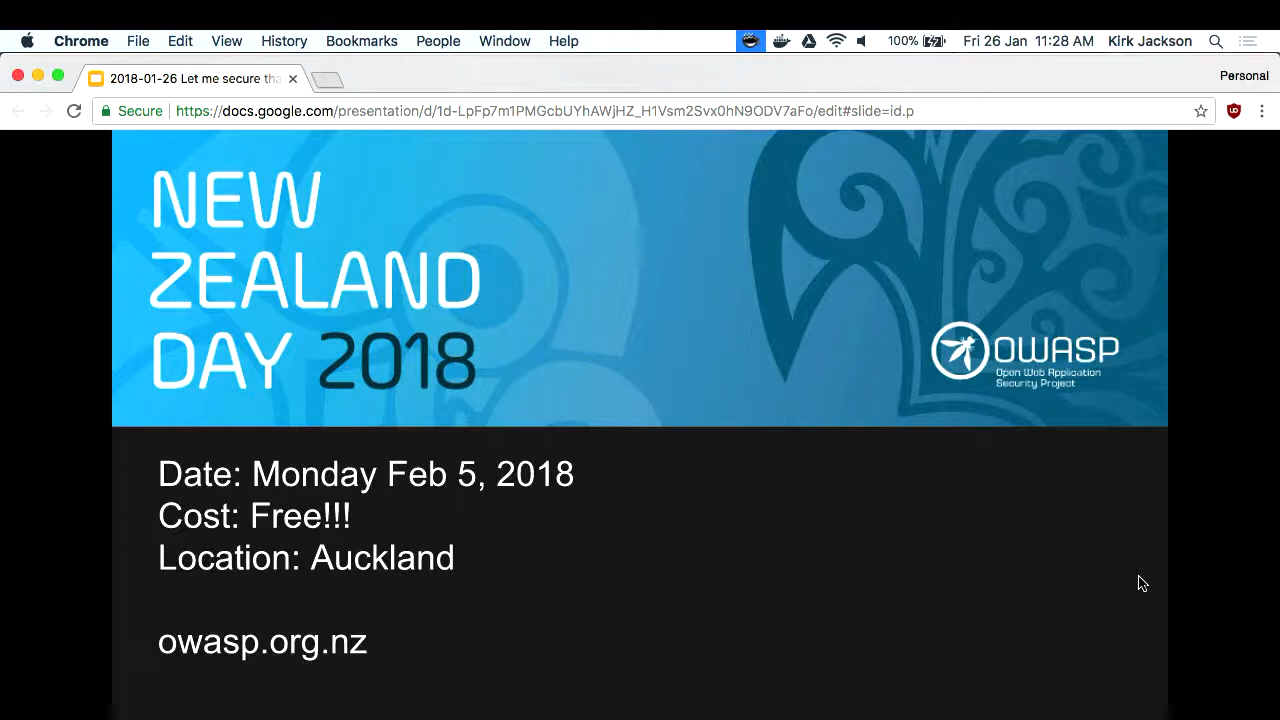 Chrome File Edit View History Bookmarks People Window Help 100% Fri 26 Jan 11:28 AM Kirk Jackson
2018-01-26 Let me secure tha Personal
Secure https://docs.google.com/presentation/d/1d-LpFp7m1PMGcbUYhAWjHZ_H1Vsm2Svx0hN9ODV7aFo/edit#slide=id.p
NEW
ZEALAND
DAY 2018
OWASP
Open Web Application
Security Project
Date: Monday Feb 5, 2018
Cost: Free!!!
Location: Auckland
owasp.org.nz